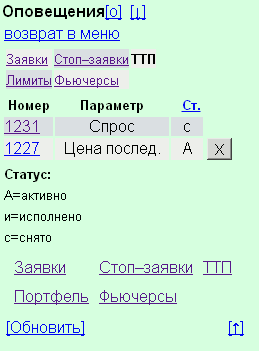 Оповещения[о] [↓]
возврат в меню
Заявки Стоп–заявки ТТП
Лимиты Фьючерсы
Номер Параметр Ст.
1231 Спрос с
1227 Цена послед. А X
Статус:
А=активно
и=исполнено
с=снято
Заявки Стоп–заявки ТТП
Портфель Фьючерсы
[Обновить] [↑]